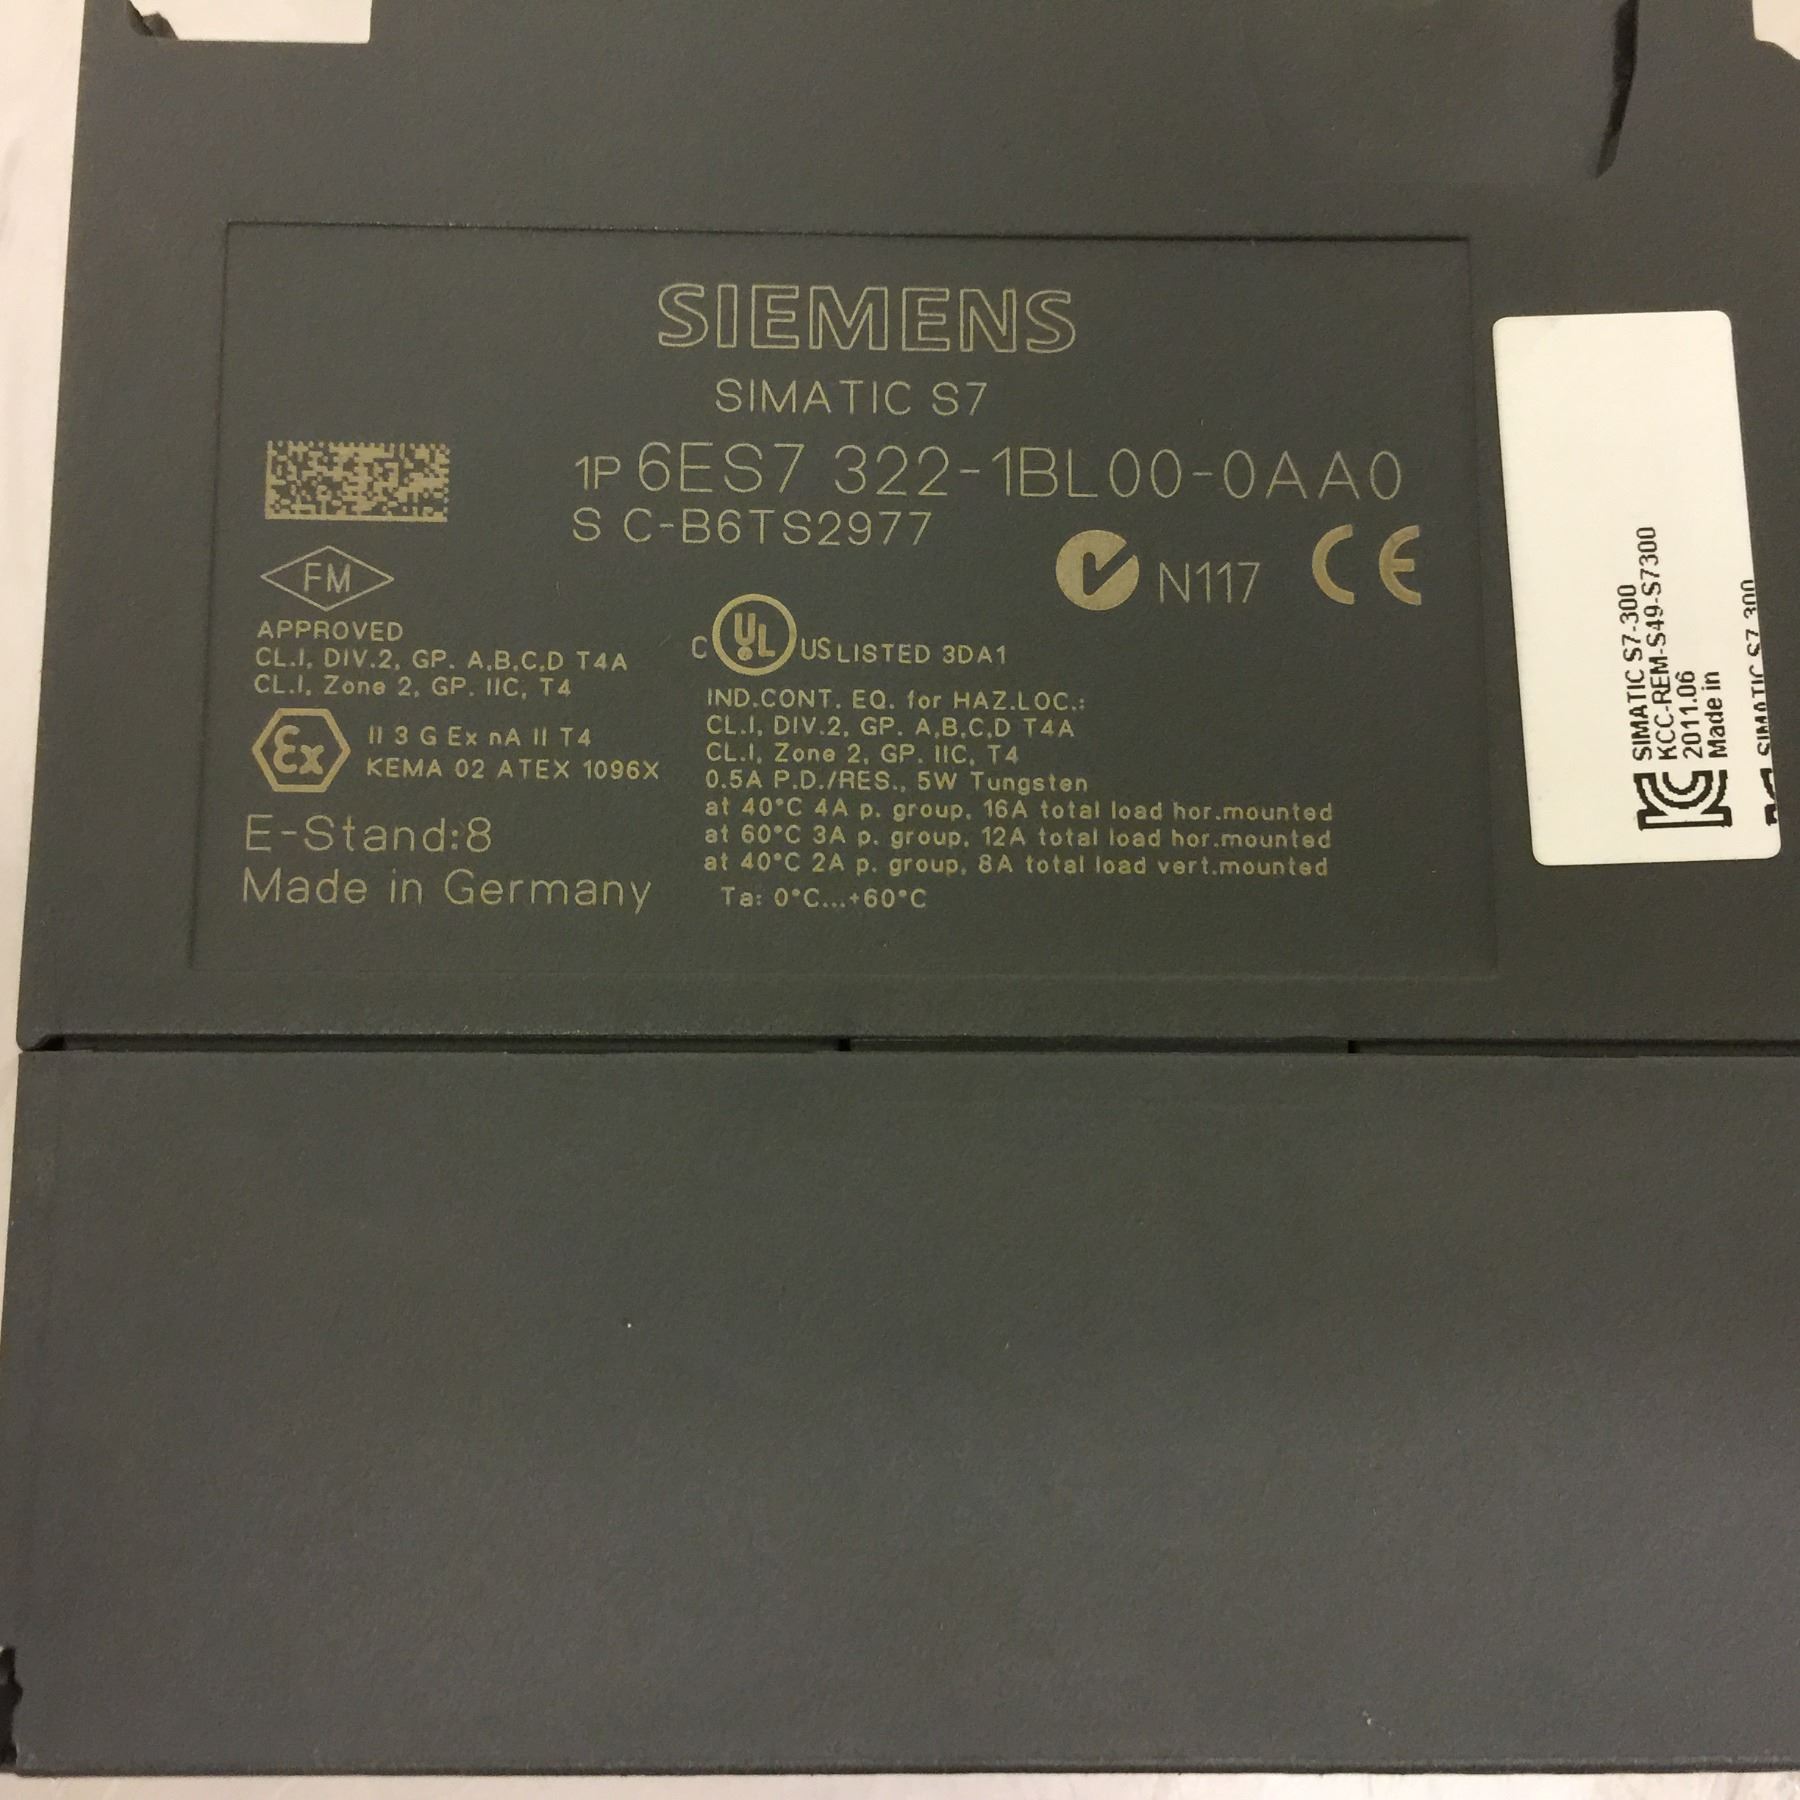 SIEMENS
SIMATIC S7
1P 6ES7 322-1BL00-0AA0
S C-B6TS2977
N117 CE
FM
APPROVED
CL.I, DIV.2, GP. A,B,C,D T4A
CL.I, Zone 2, GP. IIC, T4
Ex II 3 G Ex nA II T4
KEMA 02 ATEX 1096X
E-Stand:8
Made in Germany
C UL US LISTED 3DA1
IND.CONT. EQ. for HAZ.LOC.:
CL.I, DIV.2, GP. A,B,C,D T4A
CL.I, Zone 2, GP. IIC, T4
0.5A P.D./RES., 5W Tungsten
at 40°C 4A p. group, 16A total load hor.mounted
at 60°C 3A p. group, 12A total load hor.mounted
at 40°C 2A p. group, 8A total load vert.mounted
Ta: 0°C...+60°C
SIMATIC S7-300
KCC-REM-S49-S7300
2011.06
Made in
SIMATIC S7 300